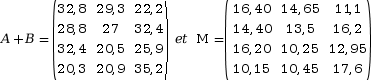 A+B = (32,8 29,3 22,2) et M = (16,40 14,65 11,1)
(28,8 27 32,4) (14,40 13,5 16,2)
(32,4 20,5 25,9) (16,20 10,25 12,95)
(20,3 20,9 35,2) (10,15 10,45 17,6)